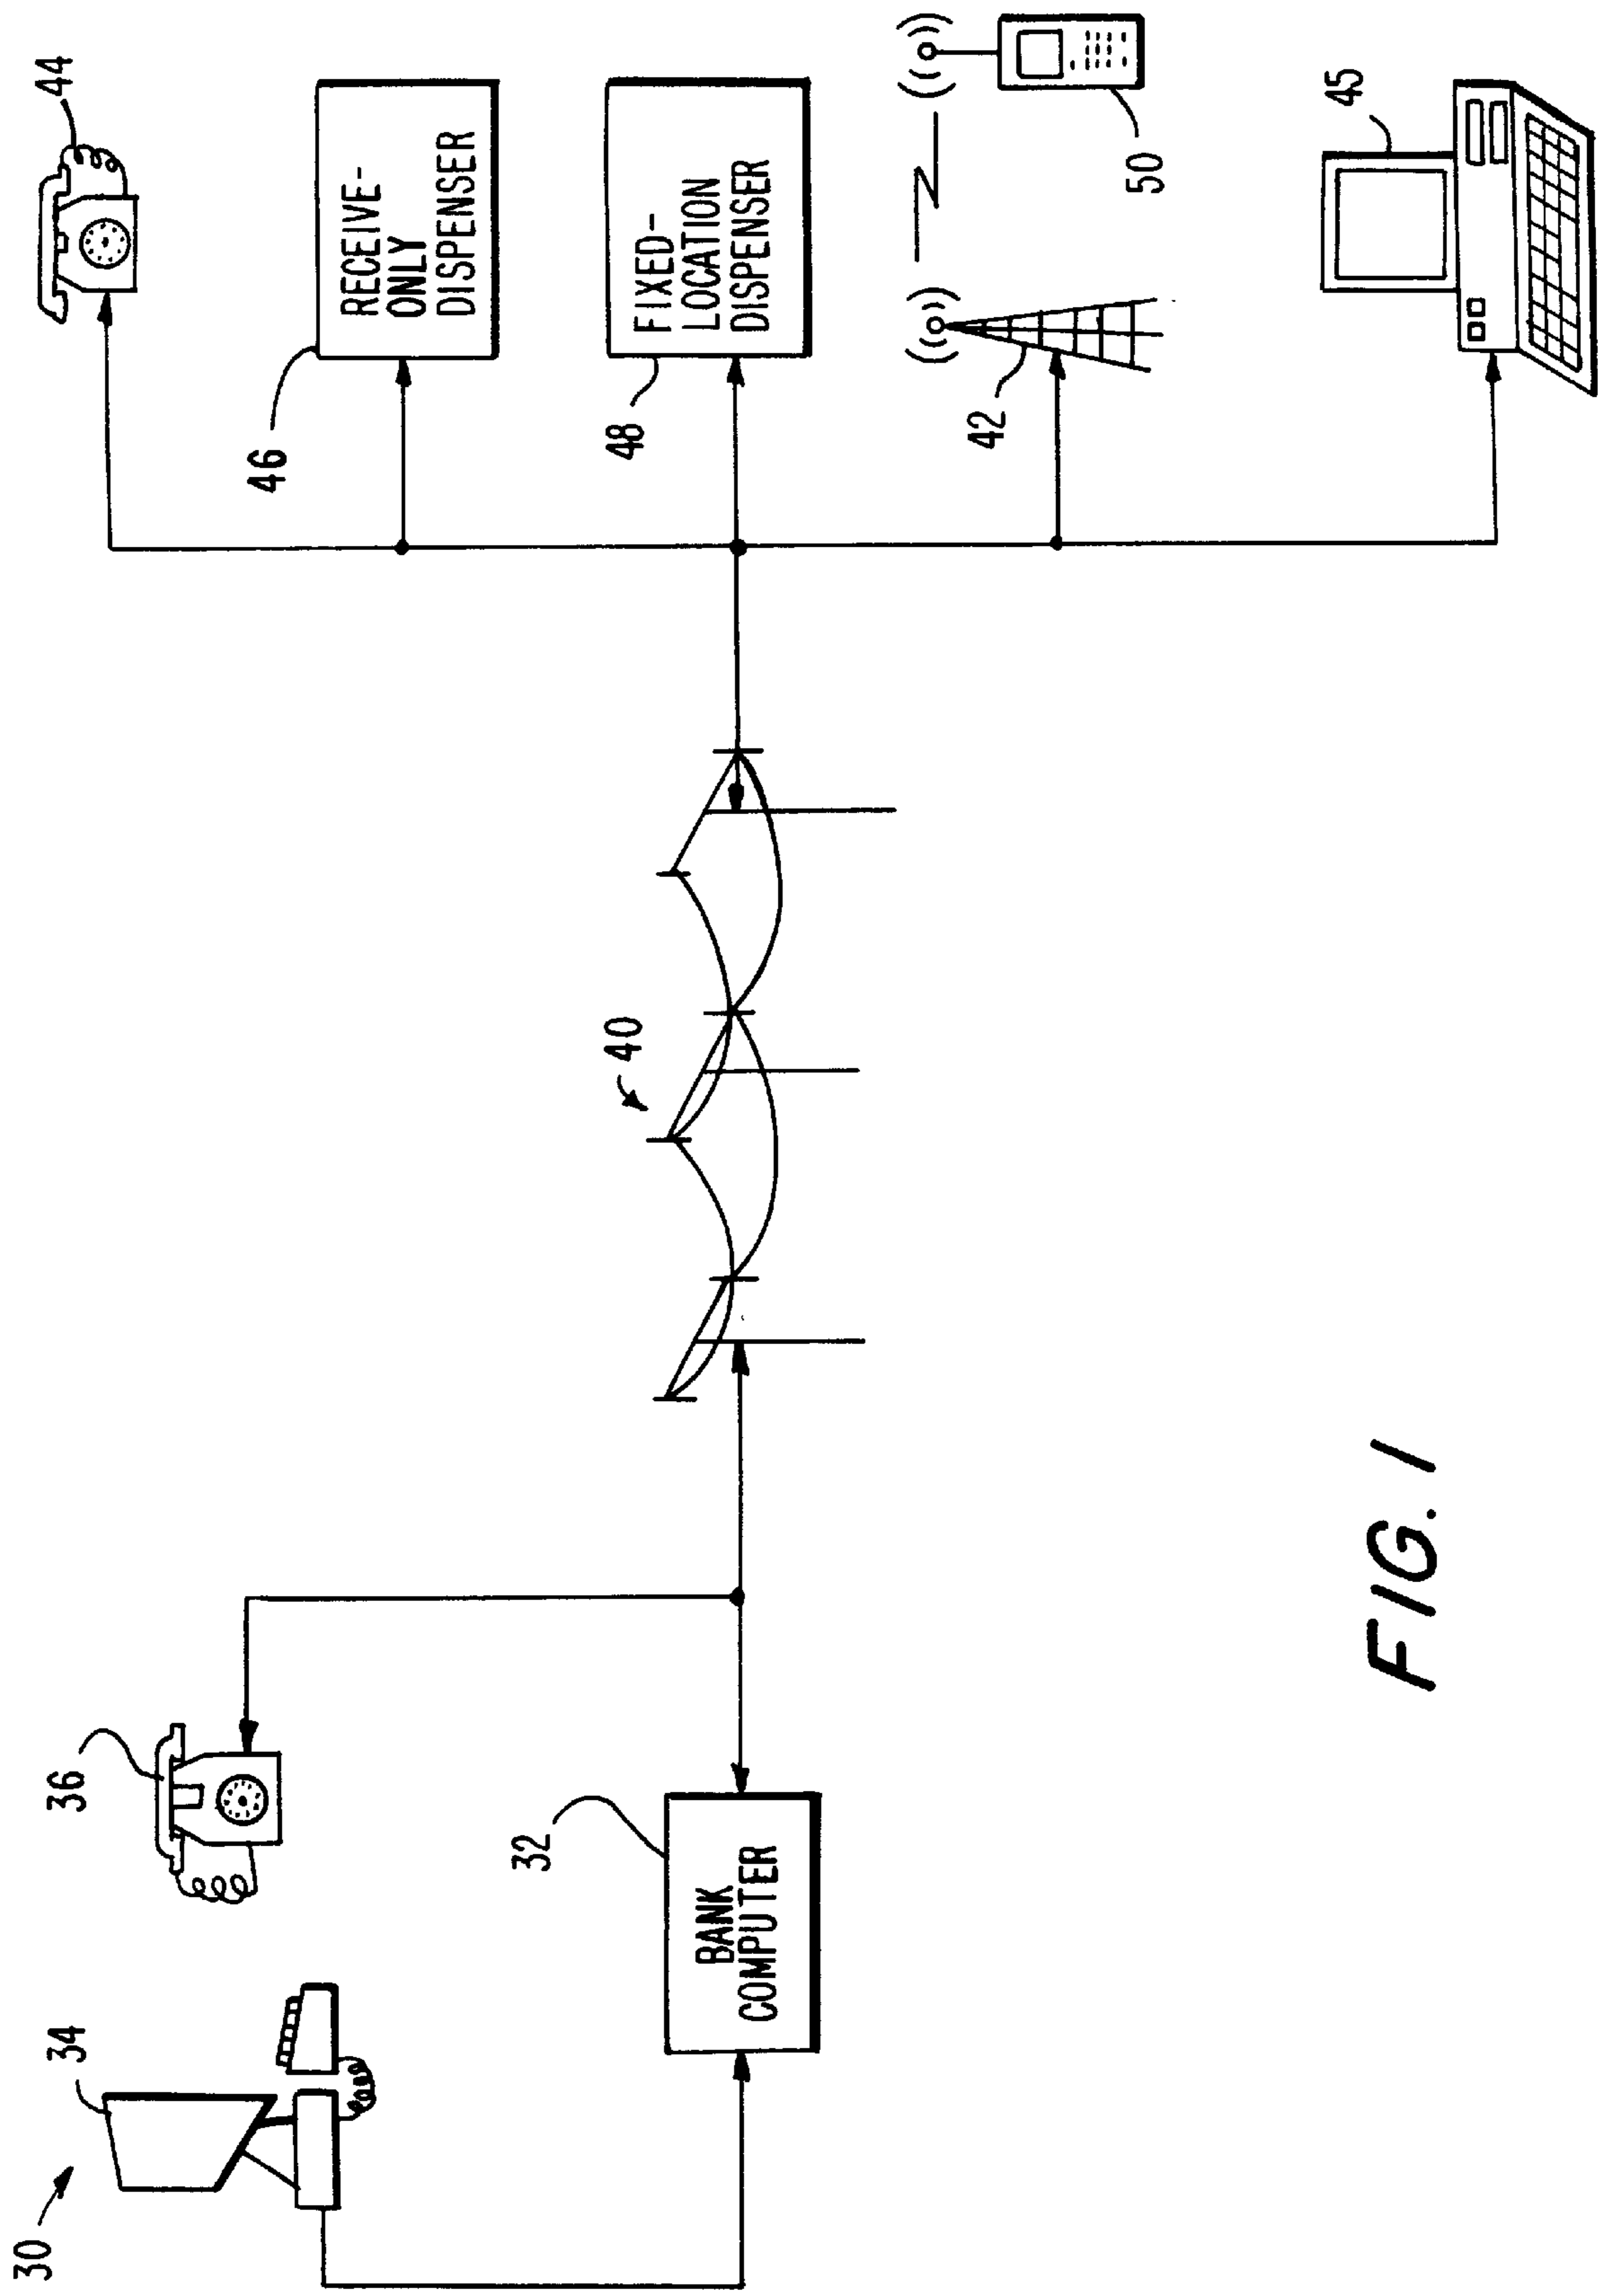 30
34
36
32
BANK
COMPUTER
40
44
46
RECEIVE-
ONLY
DISPENSER
48
FIXED-
LOCATION
DISPENSER
42
50
45
FIG. 1